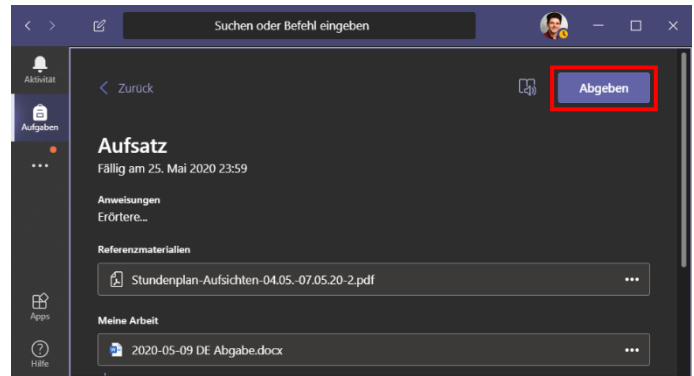 Suchen oder Befehl eingeben
Aktivität
Aufgaben
Zurück
Abgeben
Aufsatz
Fällig am 25. Mai 2020 23:59
Anweisungen
Erörtere...
Referenzmaterialien
Stundenplan-Aufsichten-04.05.-07.05.20-2.pdf
Meine Arbeit
2020-05-09 DE Abgabe.docx
Apps
Hilfe